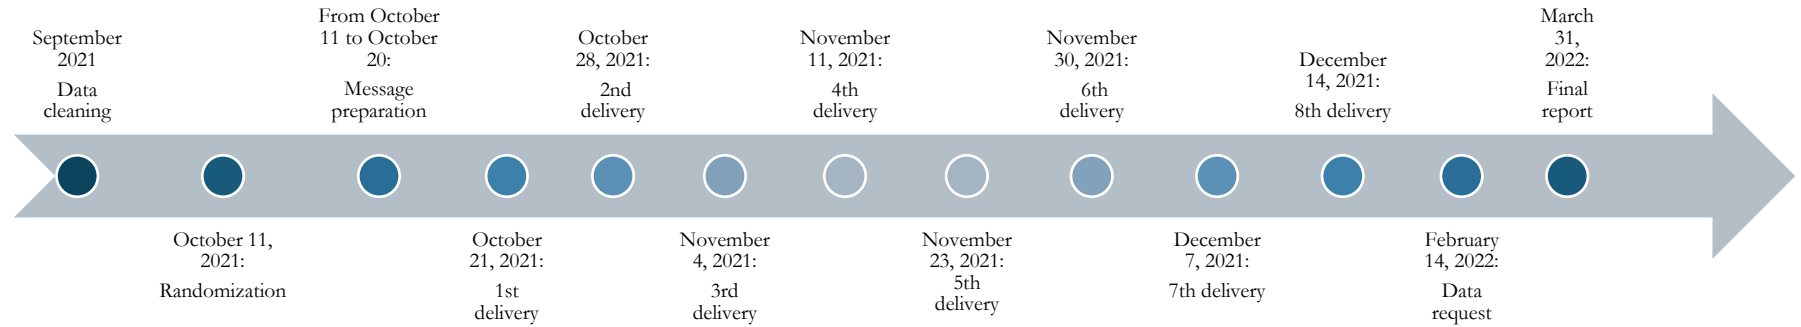 September
2021
Data
cleaning
October 11,
2021:
Randomization
From October
11 to October
20:
Message
preparation
October
21, 2021:
1st
delivery
October
28, 2021:
2nd
delivery
November
4, 2021:
3rd
delivery
November
11, 2021:
4th
delivery
November
23, 2021:
5th
delivery
November
30, 2021:
6th
delivery
December
7, 2021:
7th delivery
December
14, 2021:
8th delivery
February
14, 2022:
Data
request
March
31,
2022:
Final
report